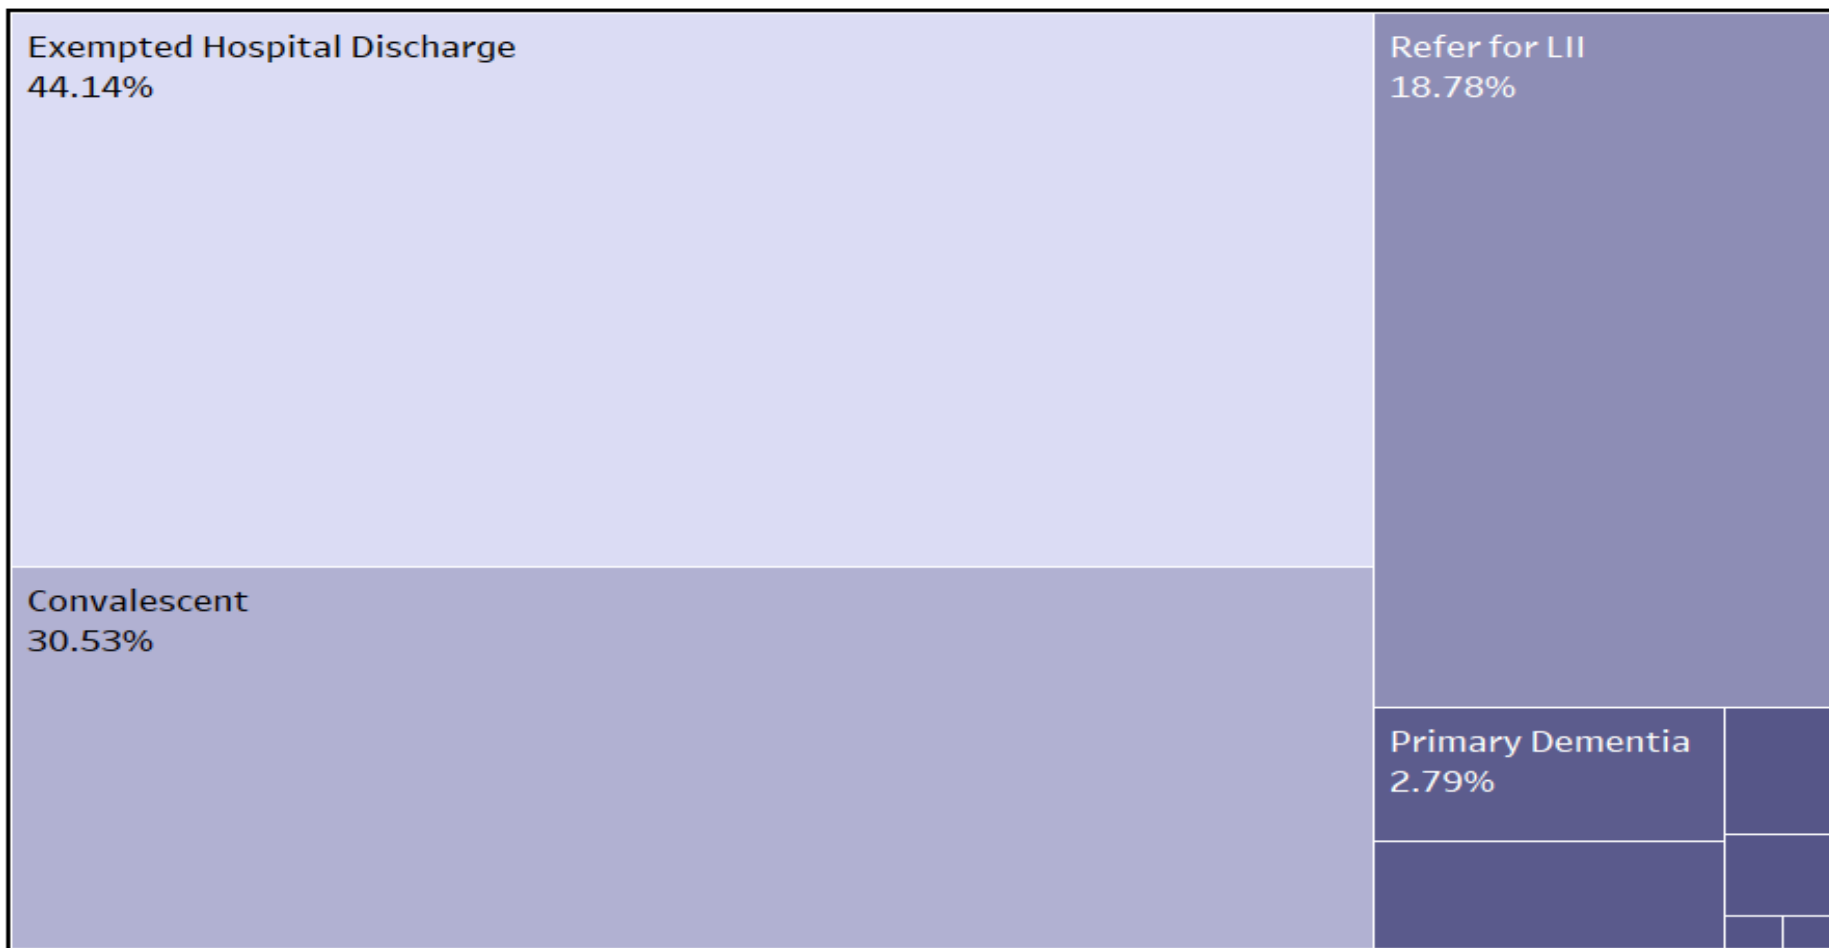 Exempted Hospital Discharge
44.14%
Refer for LII
18.78%
Convalescent
30.53%
Primary Dementia
2.79%